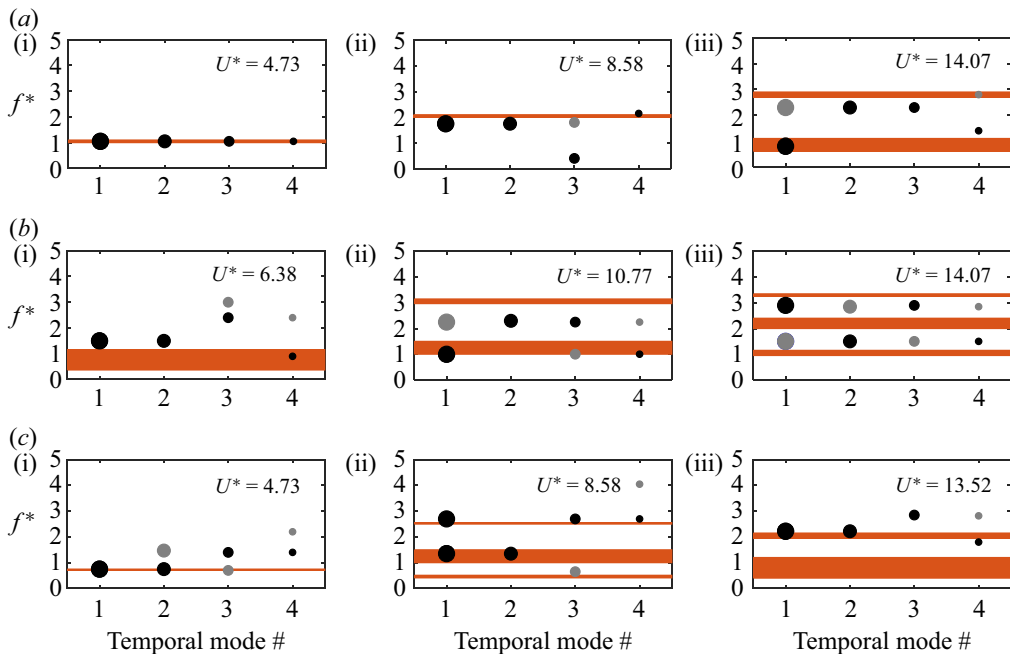 (a)
(i) (ii) (iii)
5 5 5
4 U* = 4.73 4 U* = 8.58 4 U* = 14.07
3 3 3
f*
2 2 2
1 1 1
0 0 0
1 2 3 4 1 2 3 4 1 2 3 4
(b)
(i) (ii) (iii)
5 5 5
4 U* = 6.38 4 U* = 10.77 4 U* = 14.07
3 3 3
f*
2 2 2
1 1 1
0 0 0
1 2 3 4 1 2 3 4 1 2 3 4
(c)
(i) (ii) (iii)
5 5 5
4 U* = 4.73 4 U* = 8.58 4 U* = 13.52
3 3 3
f*
2 2 2
1 1 1
0 0 0
1 2 3 4 1 2 3 4 1 2 3 4
Temporal mode # Temporal mode # Temporal mode #